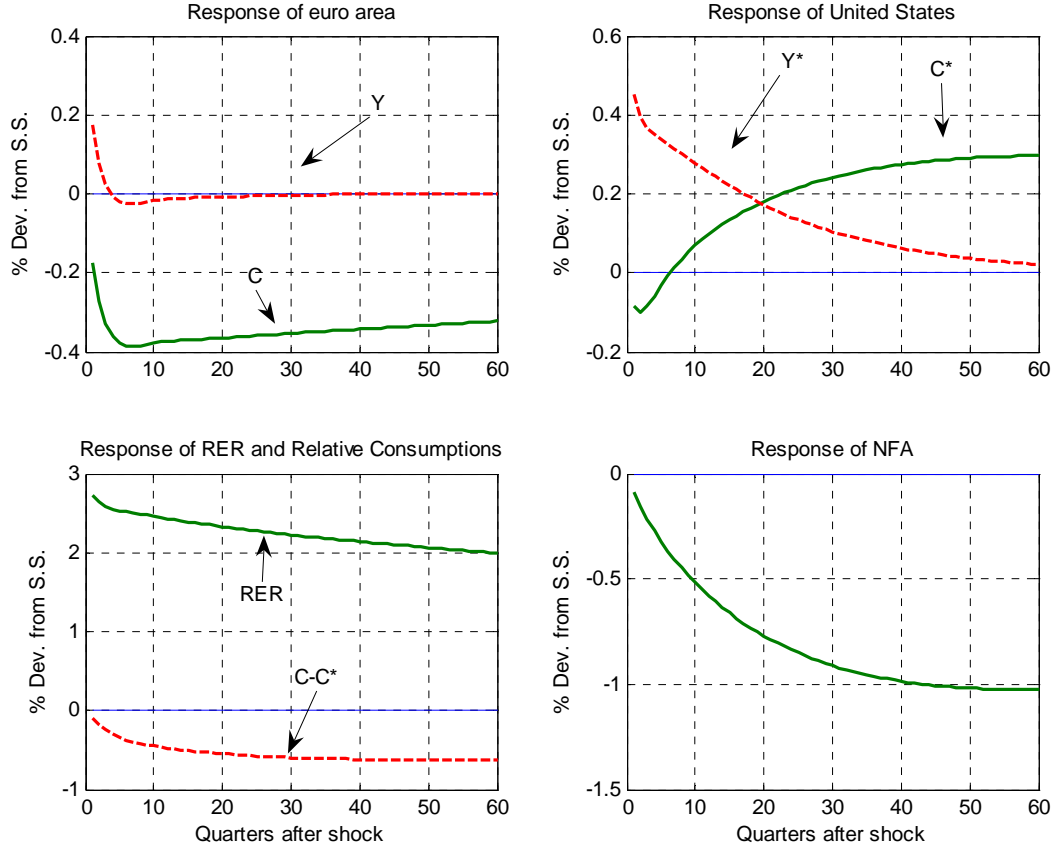 Response of euro area
% Dev. from S.S.
0.4
0.2
0
-0.2
-0.4
Y
C
0 10 20 30 40 50 60
Response of United States
% Dev. from S.S.
0.6
0.4
0.2
0
-0.2
Y*
C*
0 10 20 30 40 50 60
Response of RER and Relative Consumptions
% Dev. from S.S.
3
2
1
0
-1
RER
C-C*
0 10 20 30 40 50 60
Quarters after shock
Response of NFA
% Dev. from S.S.
0
-0.5
-1
-1.5
0 10 20 30 40 50 60
Quarters after shock